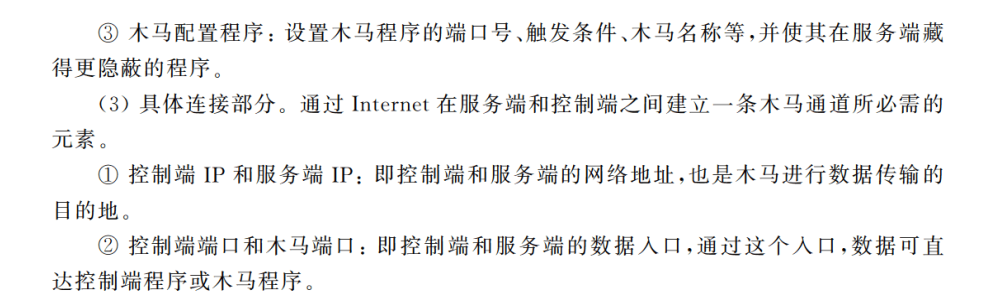 ③ 木马配置程序：设置木马程序的端口号、触发条件、木马名称等,并使其在服务端藏
得更隐蔽的程序。
（3）具体连接部分。通过 Internet 在服务端和控制端之间建立一条木马通道所必需的
元素。
① 控制端 IP 和服务端 IP：即控制端和服务端的网络地址,也是木马进行数据传输的
目的地。
② 控制端端口和木马端口：即控制端和服务端的数据入口,通过这个入口,数据可直
达控制端程序或木马程序。